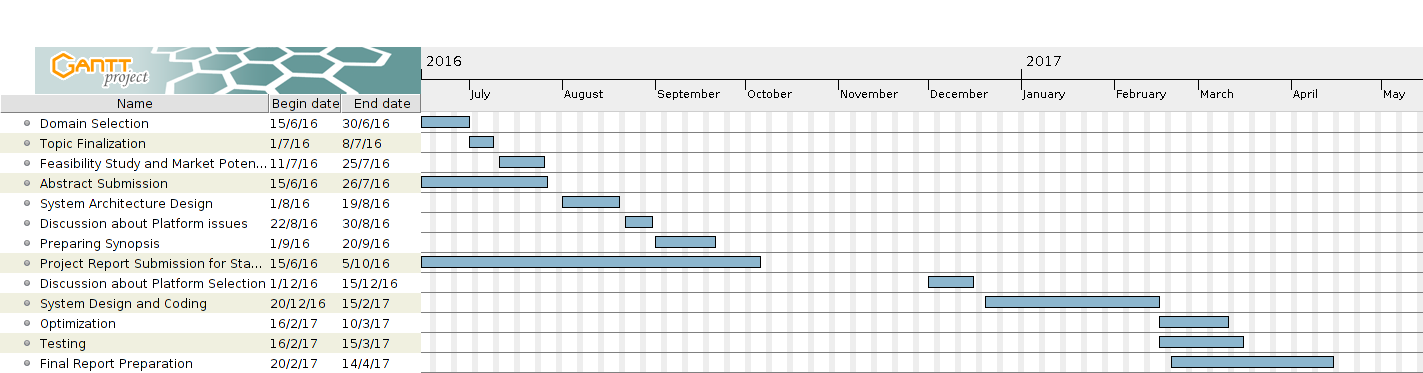 GANTT
project
2016 2017
July August September October November December January February March April May
Name Begin date End date
Domain Selection 15/6/16 30/6/16
Topic Finalization 1/7/16 8/7/16
Feasibility Study and Market Poten... 11/7/16 25/7/16
Abstract Submission 15/6/16 26/7/16
System Architecture Design 1/8/16 19/8/16
Discussion about Platform issues 22/8/16 30/8/16
Preparing Synopsis 1/9/16 20/9/16
Project Report Submission for Sta... 15/6/16 5/10/16
Discussion about Platform Selection 1/12/16 15/12/16
System Design and Coding 20/12/16 15/2/17
Optimization 16/2/17 10/3/17
Testing 16/2/17 15/3/17
Final Report Preparation 20/2/17 14/4/17